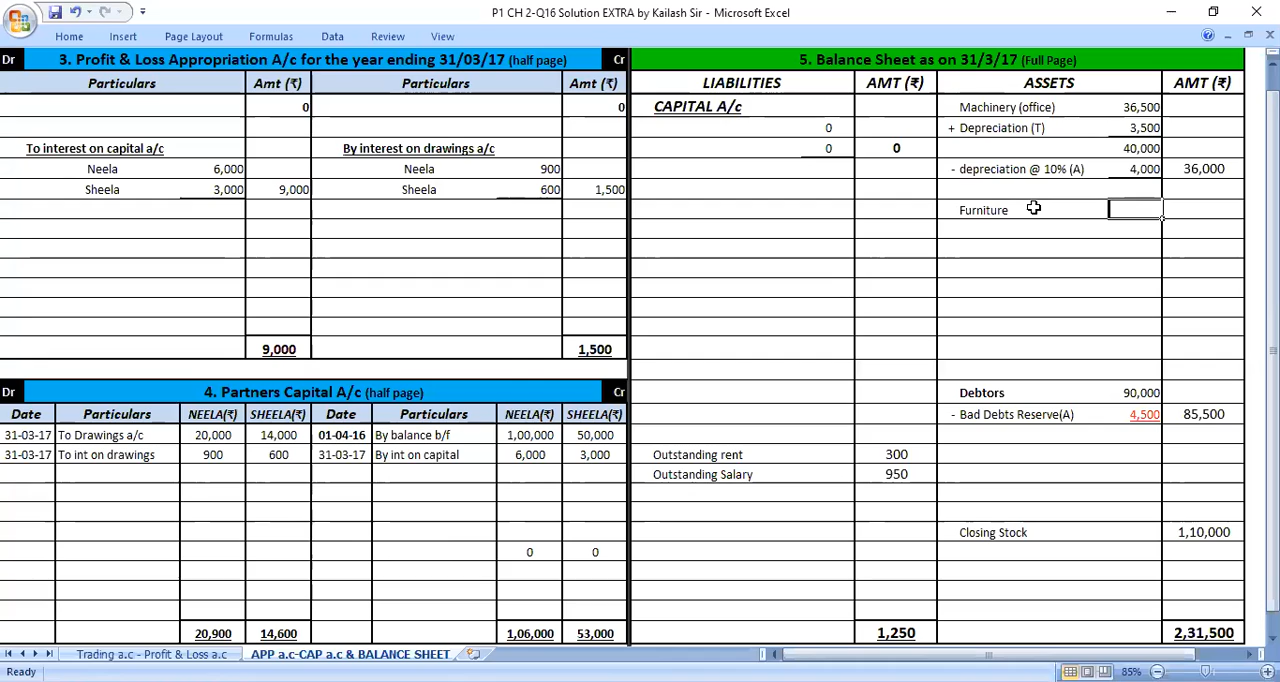 P1 CH 2-Q16 Solution EXTRA by Kailash Sir - Microsoft Excel
Home Insert Page Layout Formulas Data Review View
Dr 3. Profit & Loss Appropriation A/c for the year ending 31/03/17 (half page) Cr
Particulars Amt (₹) Particulars Amt (₹)
0 0
To interest on capital a/c By interest on drawings a/c
Neela 6,000 Neela 900
Sheela 3,000 9,000 Sheela 600 1,500
9,000 1,500
Dr 4. Partners Capital A/c (half page) Cr
Date Particulars NEELA(₹) SHEELA(₹) Date Particulars NEELA(₹) SHEELA(₹)
31-03-17 To Drawings a/c 20,000 14,000 01-04-16 By balance b/f 1,00,000 50,000
31-03-17 To int on drawings 900 600 31-03-17 By int on capital 6,000 3,000
0 0
20,900 14,600 1,06,000 53,000
5. Balance Sheet as on 31/3/17 (Full Page)
LIABILITIES AMT (₹) ASSETS AMT (₹)
CAPITAL A/c Machinery (office) 36,500
0 + Depreciation (T) 3,500
0 0 40,000
- depreciation @ 10% (A) 4,000 36,000
Furniture
Debtors 90,000
- Bad Debts Reserve(A) 4,500 85,500
Outstanding rent 300
Outstanding Salary 950
Closing Stock 1,10,000
1,250 2,31,500
Trading a.c - Profit & Loss a.c APP a.c-CAP a.c & BALANCE SHEET
Ready 85%